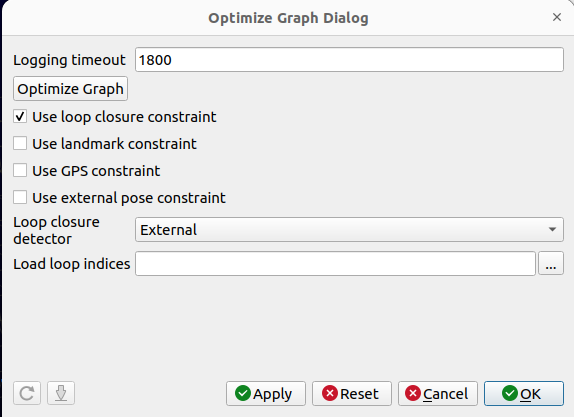 Optimize Graph Dialog
Logging timeout 1800
Optimize Graph
Use loop closure constraint
Use landmark constraint
Use GPS constraint
Use external pose constraint
Loop closure
detector
External
Load loop indices ...
Apply Reset Cancel OK